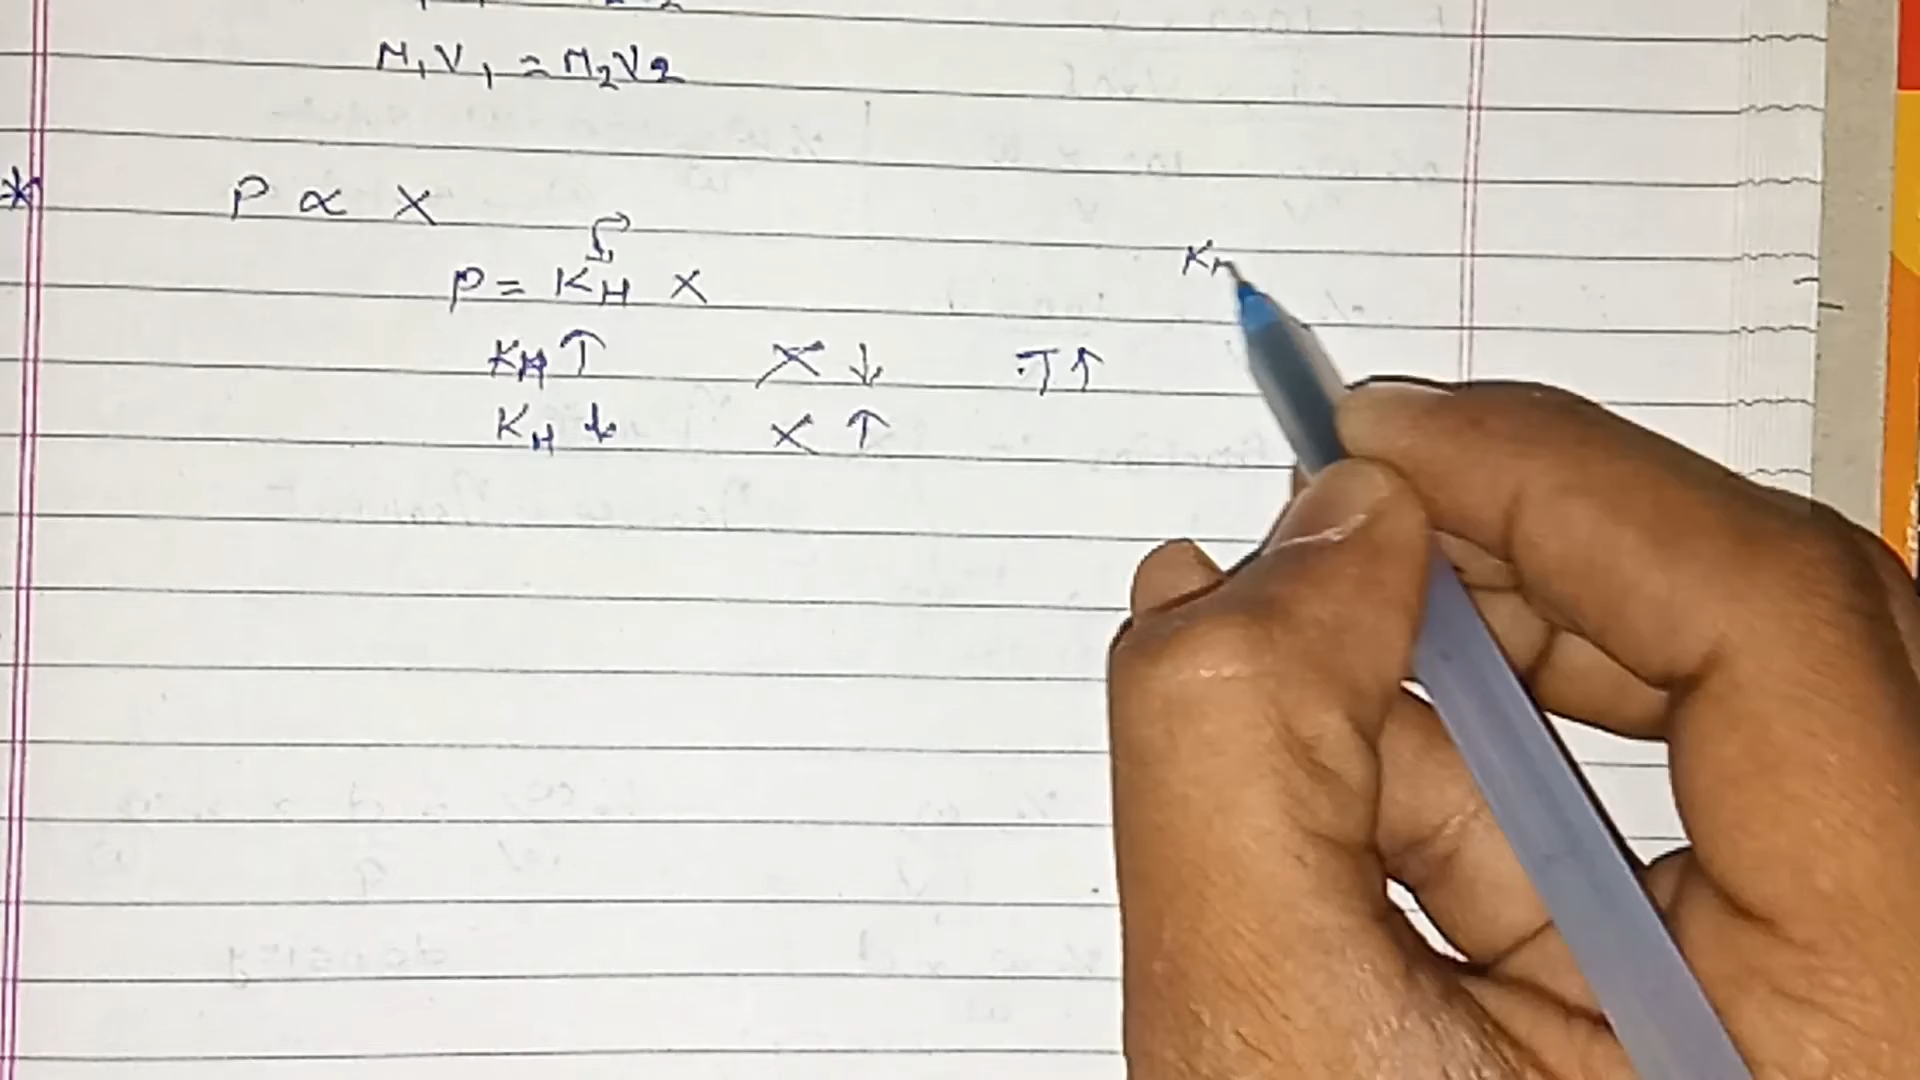 M₁V₁ = M₂V₂
* P ∝ X
P = K_H X
K_H ↑ X ↓ T↑
K_H ↓ X ↑
K_H